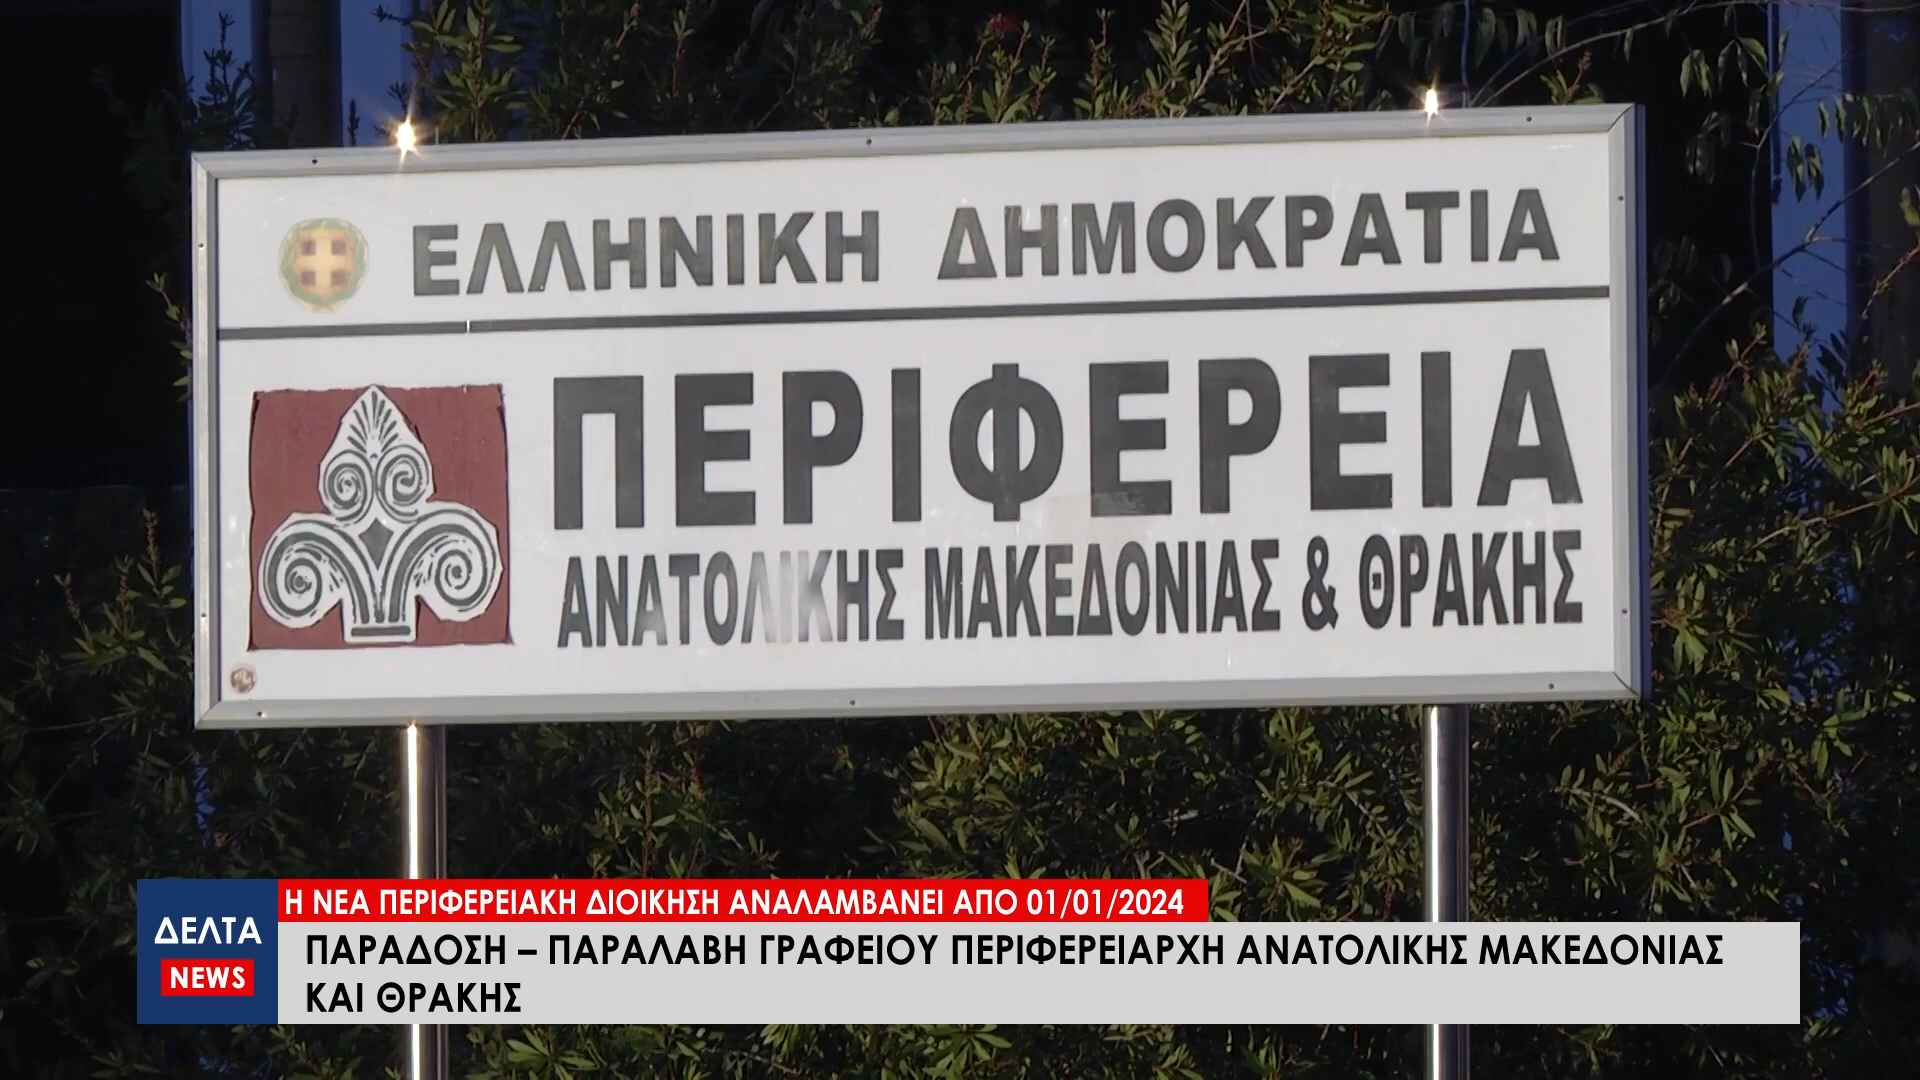 ΕΛΛΗΝΙΚΗ ΔΗΜΟΚΡΑΤΙΑ
ΠΕΡΙΦΕΡΕΙΑ
ΑΝΑΤΟΛΙΚΗΣ ΜΑΚΕΔΟΝΙΑΣ & ΘΡΑΚΗΣ
ΔΕΛΤΑ
NEWS
Η ΝΕΑ ΠΕΡΙΦΕΡΕΙΑΚΗ ΔΙΟΙΚΗΣΗ ΑΝΑΛΑΜΒΑΝΕΙ ΑΠΟ 01/01/2024
ΠΑΡΑΔΟΣΗ – ΠΑΡΑΛΑΒΗ ΓΡΑΦΕΙΟΥ ΠΕΡΙΦΕΡΕΙΑΡΧΗ ΑΝΑΤΟΛΙΚΗΣ ΜΑΚΕΔΟΝΙΑΣ
ΚΑΙ ΘΡΑΚΗΣ